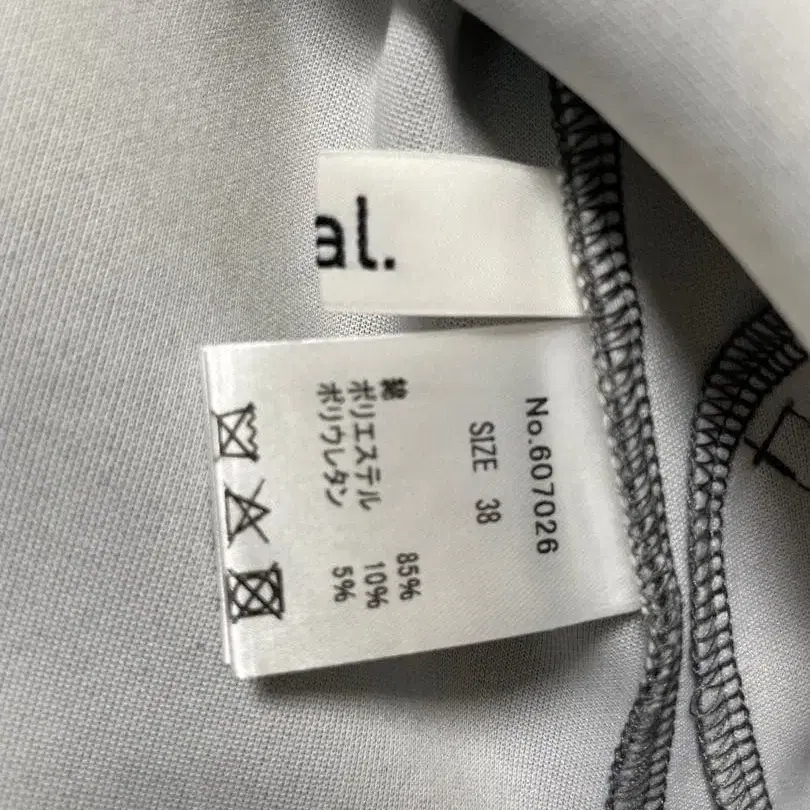 al.
No.607026
SIZE 38
綿 85%
ポリエステル 10%
ポリウレタン 5%